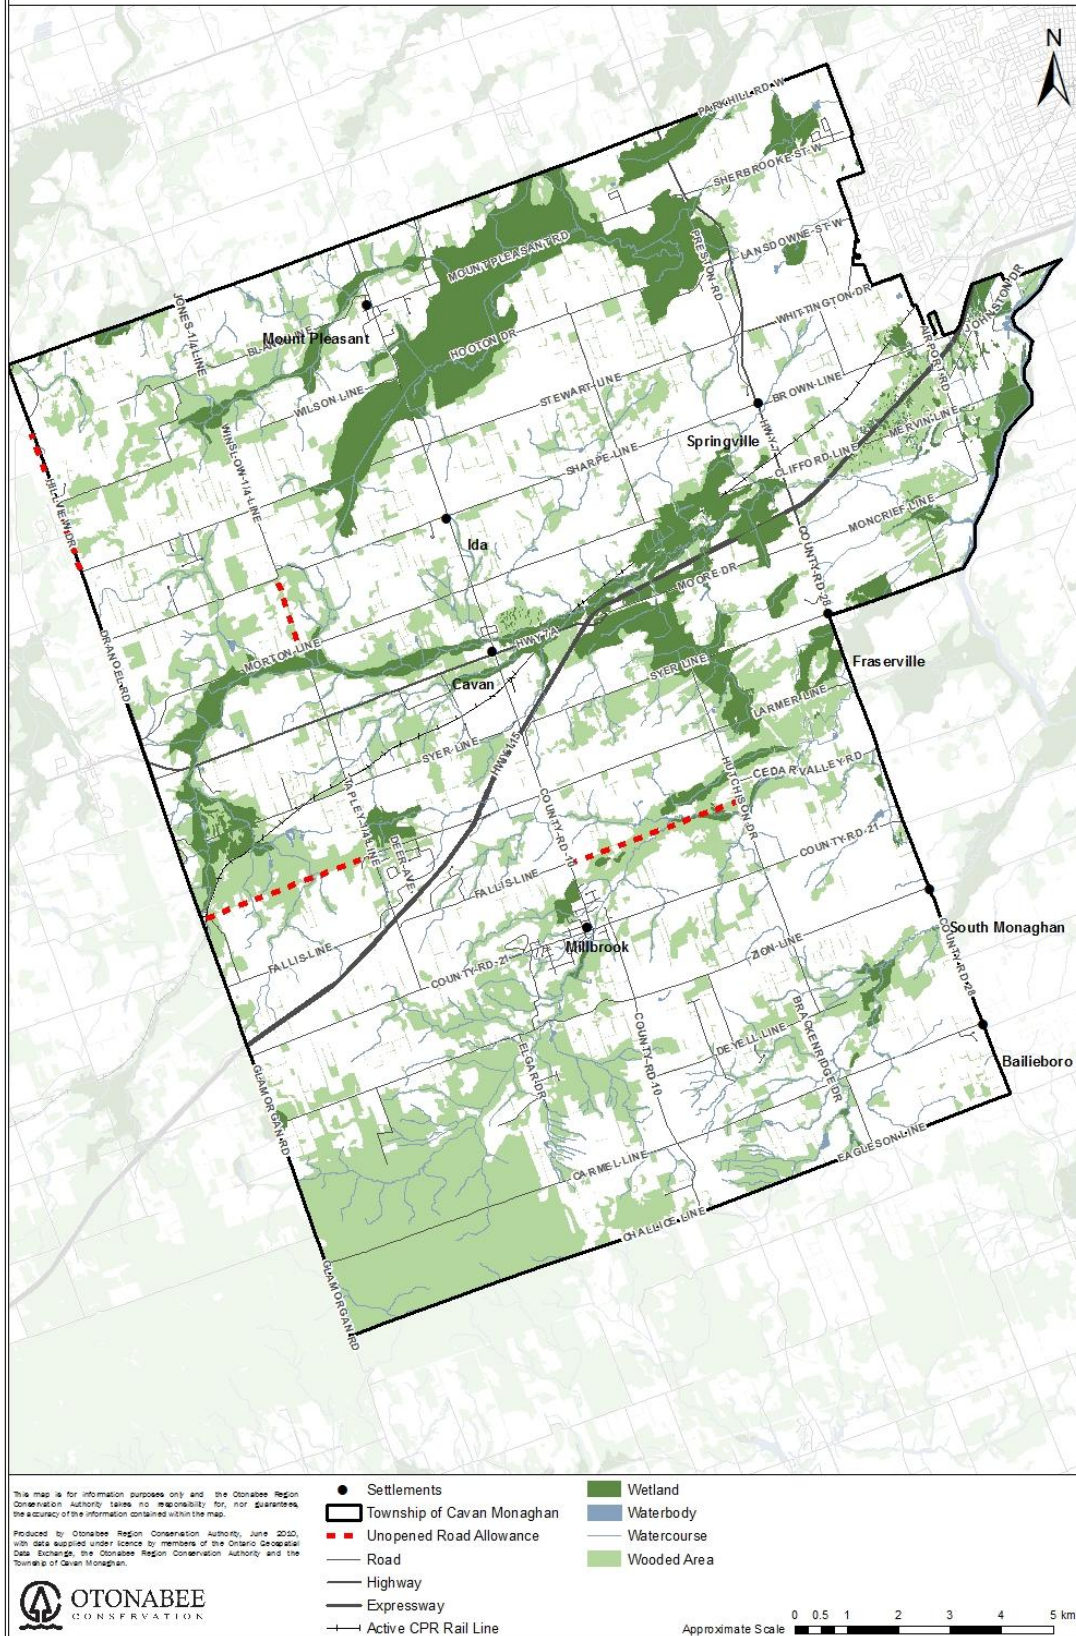 N
PARKHILL-RD-W
SHERBROOKE-ST-W
LANSDOWNE-ST-W
PRESTON-RD
MOUNT PLEASANT RD
JOHNSTON DR
WHITTINGTON-DR
AIRPORT-RD
JONES-1/4-LINE
Mount Pleasant
HOOTON DR
WILSON-LINE
STEWART-LINE
BROWN-LINE
MERVIN-LINE
HWY-7
Springville
CLIFFORD-LINE
SHARPE-LINE
WINSLOW-1/4-LINE
MONCRIEF-LINE
HILLVIEW-DR
Ida
COUNTY-RD-28
MOORE-DR
HWY-7A
MORTON-LINE
DRANOEL-RD
Cavan
SYER-LINE
Fraserville
LARMER-LINE
SYER-LINE
HWY-115
CEDAR VALLEY RD
HUTCHISON DR
TAPLEY-1/4-LINE
DEER-AVE
COUNTY-RD-10
COUNTY-RD-21
FALLIS-LINE
South Monaghan
Millbrook
FALLIS-LINE
COUNTY-RD-21
ZION-LINE
COUNTY-RD-28
COUNTY-RD-10
DEYELL-LINE
BRACKENRIDGE-DR
Bailieboro
ELGAR-DR
GLAMORGAN-RD
EAGLESON-LINE
CARMEL-LINE
CHALLICE-LINE
GLAMORGAN-RD
This map is for information purposes only and the Otonabee Region
Conservation Authority takes no responsibility for, nor guarantees,
the accuracy of the information contained within the map.
Produced by Otonabee Region Conservation Authority, June 2010,
with data supplied under licence by members of the Ontario Geospatial
Data Exchange, the Otonabee Region Conservation Authority and the
Township of Cavan Monaghan.
OTONABEE
CONSERVATION
Settlements
Township of Cavan Monaghan
Unopened Road Allowance
Road
Highway
Expressway
Active CPR Rail Line
Wetland
Waterbody
Watercourse
Wooded Area
Approximate Scale
0 0.5 1 2 3 4 5 km